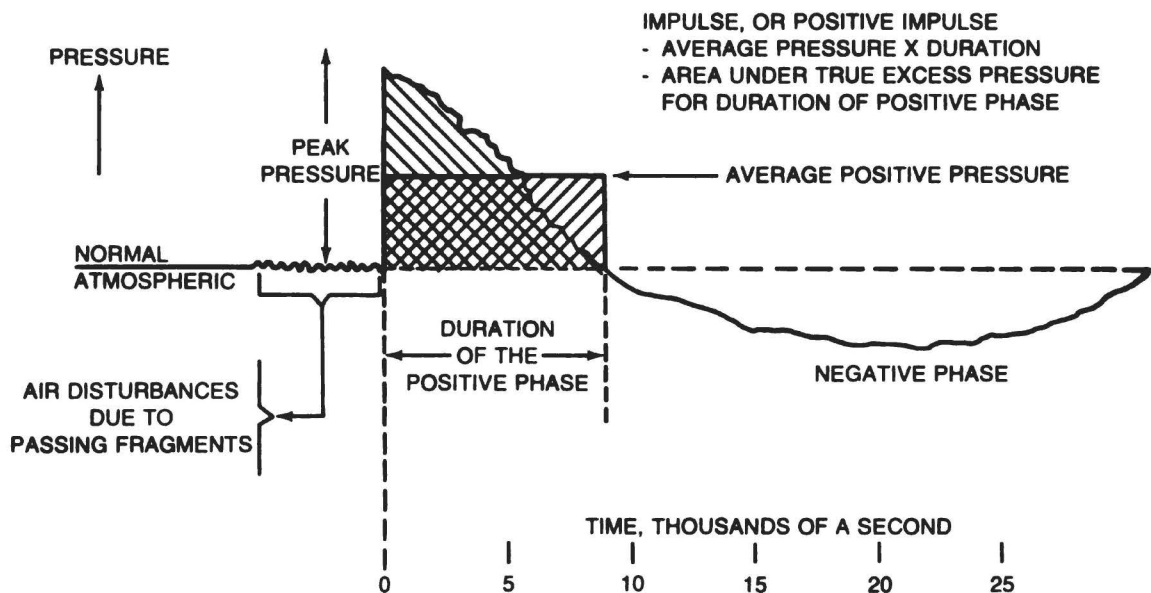 IMPULSE, OR POSITIVE IMPULSE
- AVERAGE PRESSURE X DURATION
- AREA UNDER TRUE EXCESS PRESSURE
FOR DURATION OF POSITIVE PHASE
PRESSURE
PEAK
PRESSURE
AVERAGE POSITIVE PRESSURE
NORMAL
ATMOSPHERIC
DURATION
OF THE
POSITIVE PHASE
NEGATIVE PHASE
AIR DISTURBANCES
DUE TO
PASSING FRAGMENTS
TIME, THOUSANDS OF A SECOND
0 5 10 15 20 25